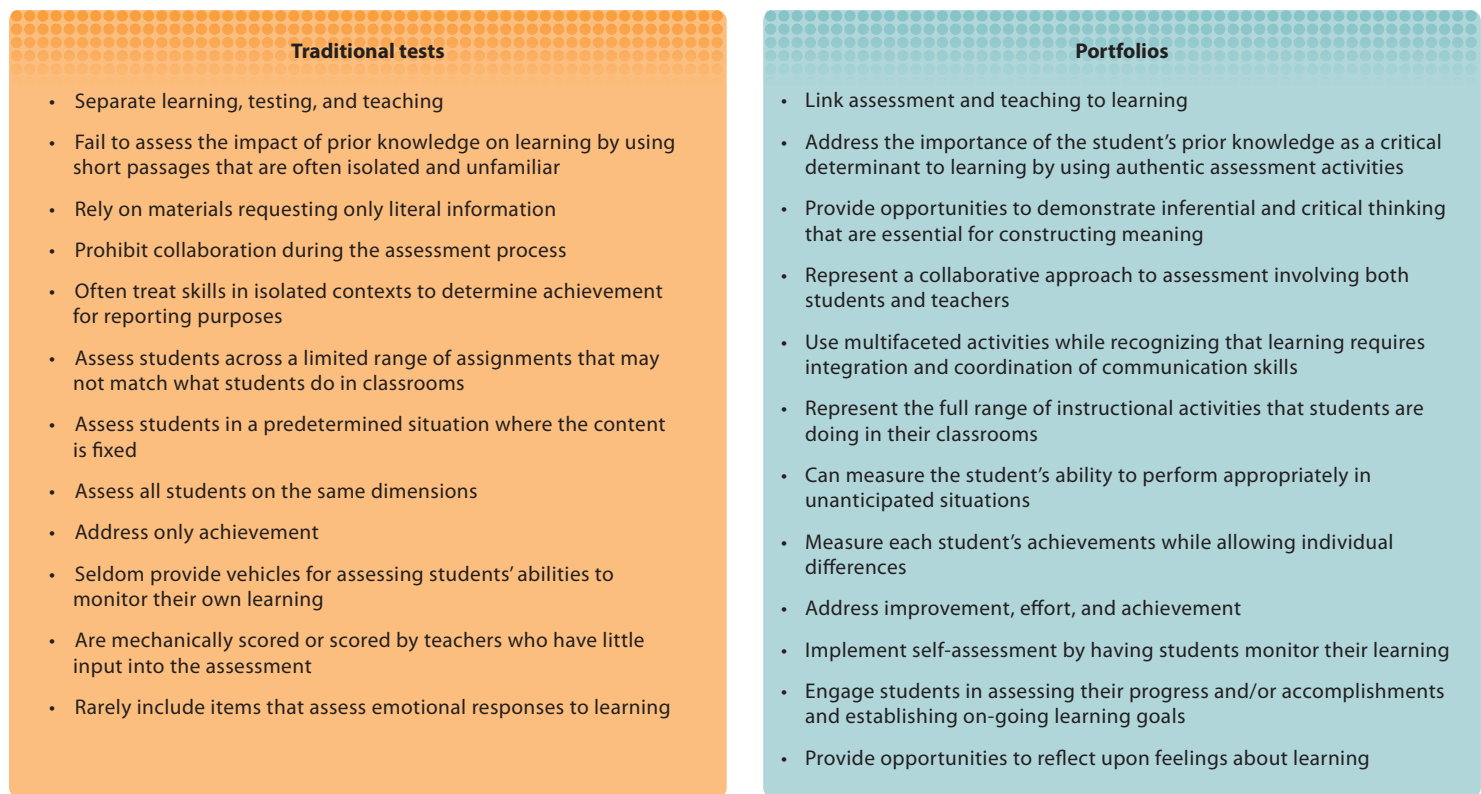 Traditional tests
• Separate learning, testing, and teaching
• Fail to assess the impact of prior knowledge on learning by using
short passages that are often isolated and unfamiliar
• Rely on materials requesting only literal information
• Prohibit collaboration during the assessment process
• Often treat skills in isolated contexts to determine achievement
for reporting purposes
• Assess students across a limited range of assignments that may
not match what students do in classrooms
• Assess students in a predetermined situation where the content
is fixed
• Assess all students on the same dimensions
• Address only achievement
• Seldom provide vehicles for assessing students’ abilities to
monitor their own learning
• Are mechanically scored or scored by teachers who have little
input into the assessment
• Rarely include items that assess emotional responses to learning
Portfolios
• Link assessment and teaching to learning
• Address the importance of the student’s prior knowledge as a critical
determinant to learning by using authentic assessment activities
• Provide opportunities to demonstrate inferential and critical thinking
that are essential for constructing meaning
• Represent a collaborative approach to assessment involving both
students and teachers
• Use multifaceted activities while recognizing that learning requires
integration and coordination of communication skills
• Represent the full range of instructional activities that students are
doing in their classrooms
• Can measure the student’s ability to perform appropriately in
unanticipated situations
• Measure each student’s achievements while allowing individual
differences
• Address improvement, effort, and achievement
• Implement self-assessment by having students monitor their learning
• Engage students in assessing their progress and/or accomplishments
and establishing on-going learning goals
• Provide opportunities to reflect upon feelings about learning